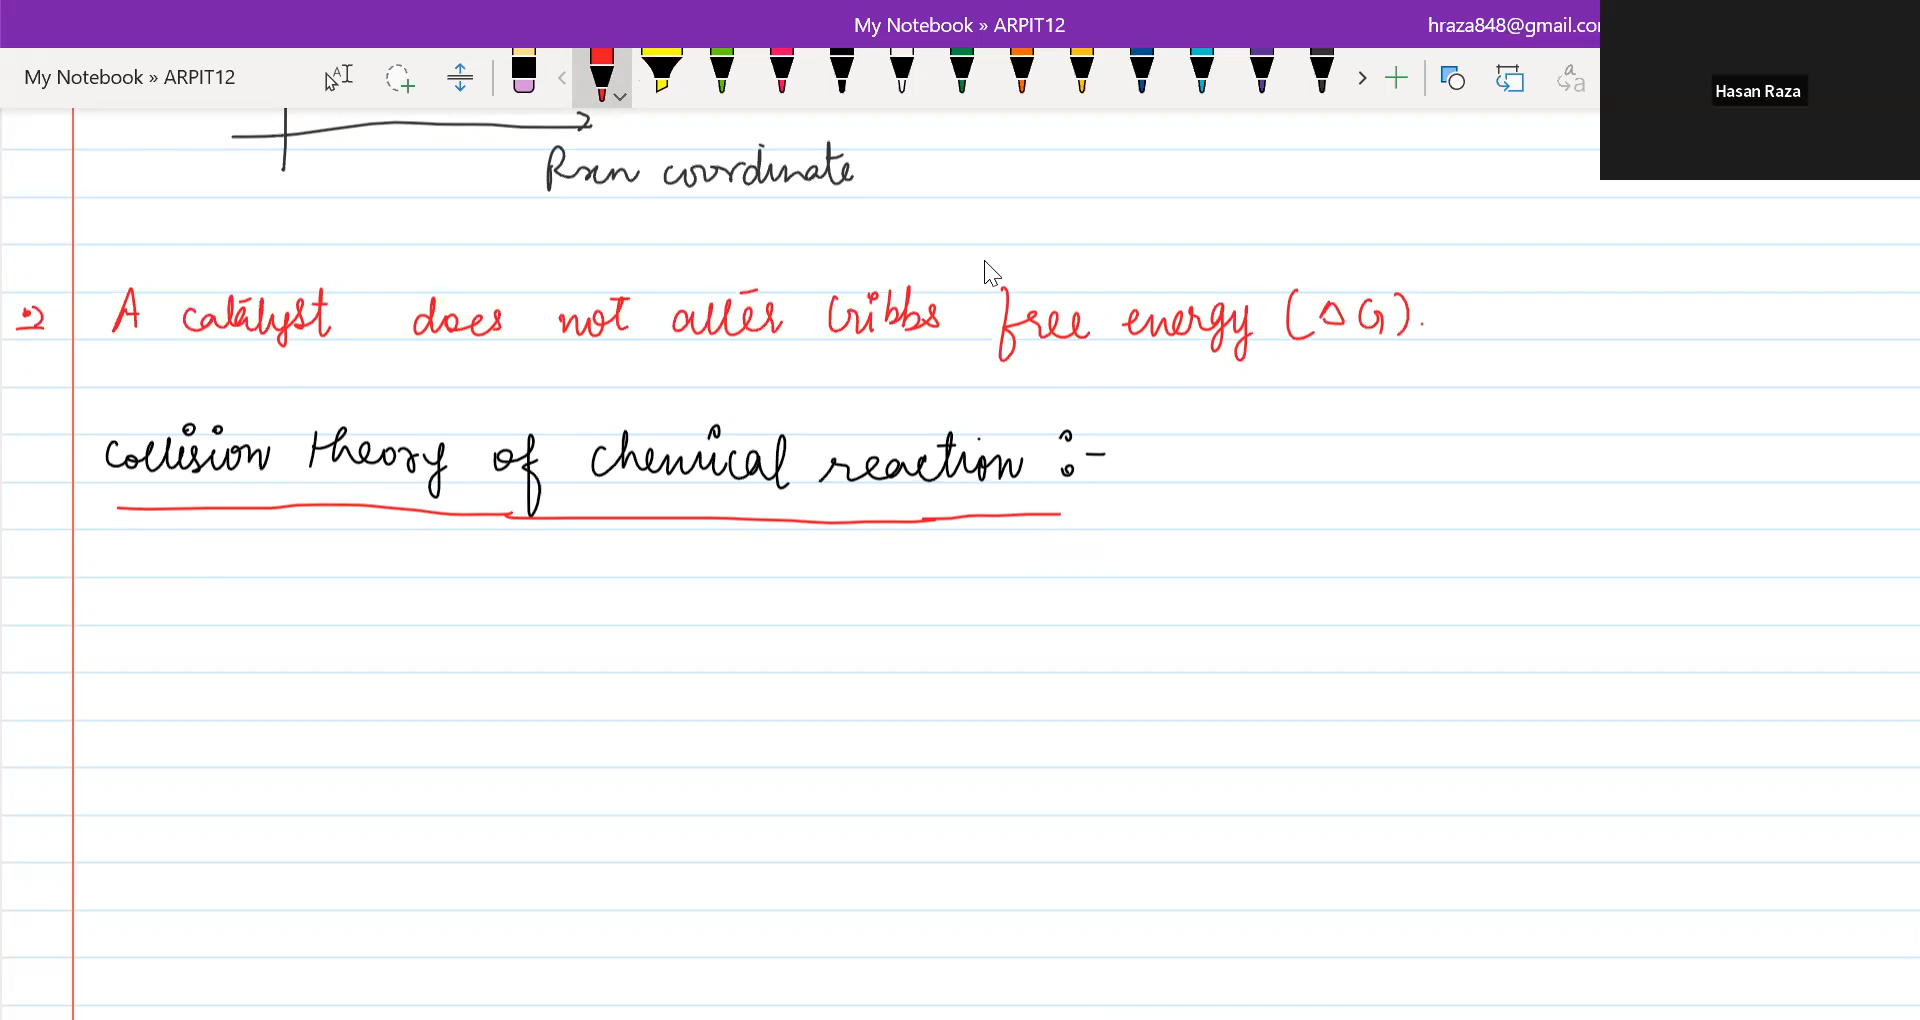 My Notebook » ARPIT12
hraza848@gmail.co
My Notebook » ARPIT12
Hasan Raza
Rxn coordinate
A catalyst does not alter Gribbs free energy (ΔG).
Collision theory of chemical reaction :-